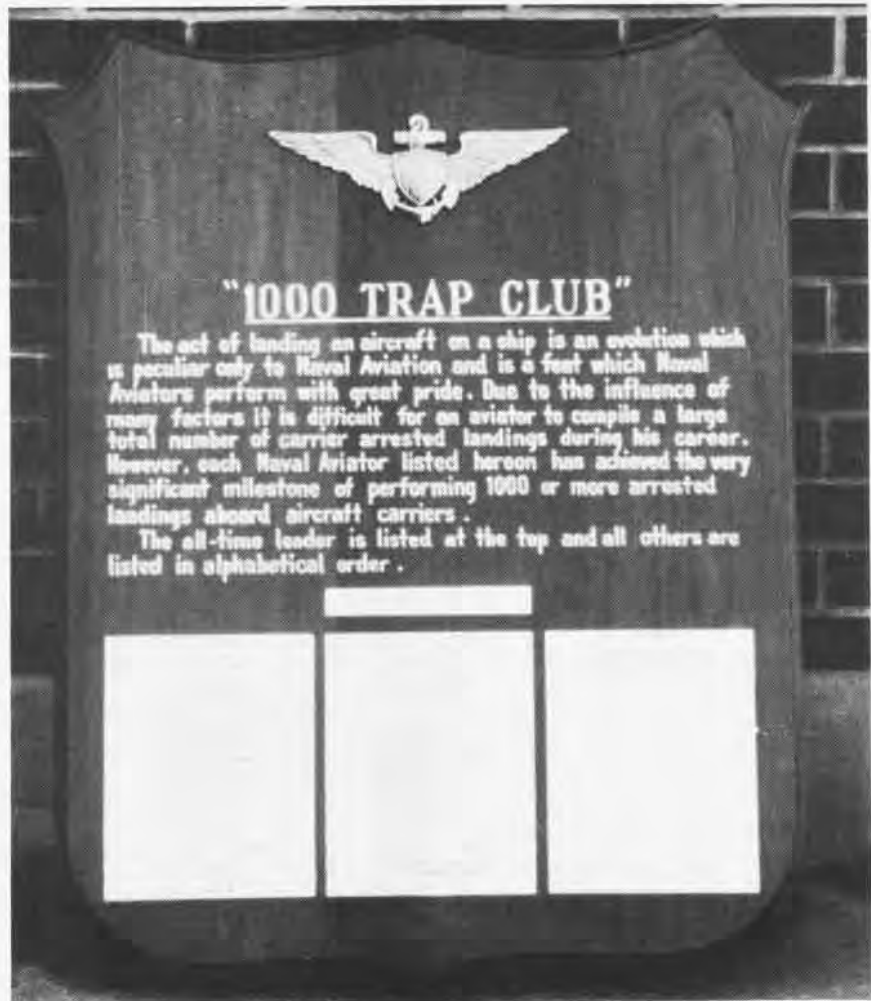 "1000 TRAP CLUB"
The act of landing an aircraft on a ship is an evolution which
is peculiar only to Naval Aviation and is a feat which Naval
Aviators perform with great pride. Due to the influence of
many factors it is difficult for an aviator to compile a large
total number of carrier arrested landings during his career.
However, each Naval Aviator listed hereon has achieved the very
significant milestone of performing 1000 or more arrested
landings aboard aircraft carriers.
The all-time leader is listed at the top and all others are
listed in alphabetical order.